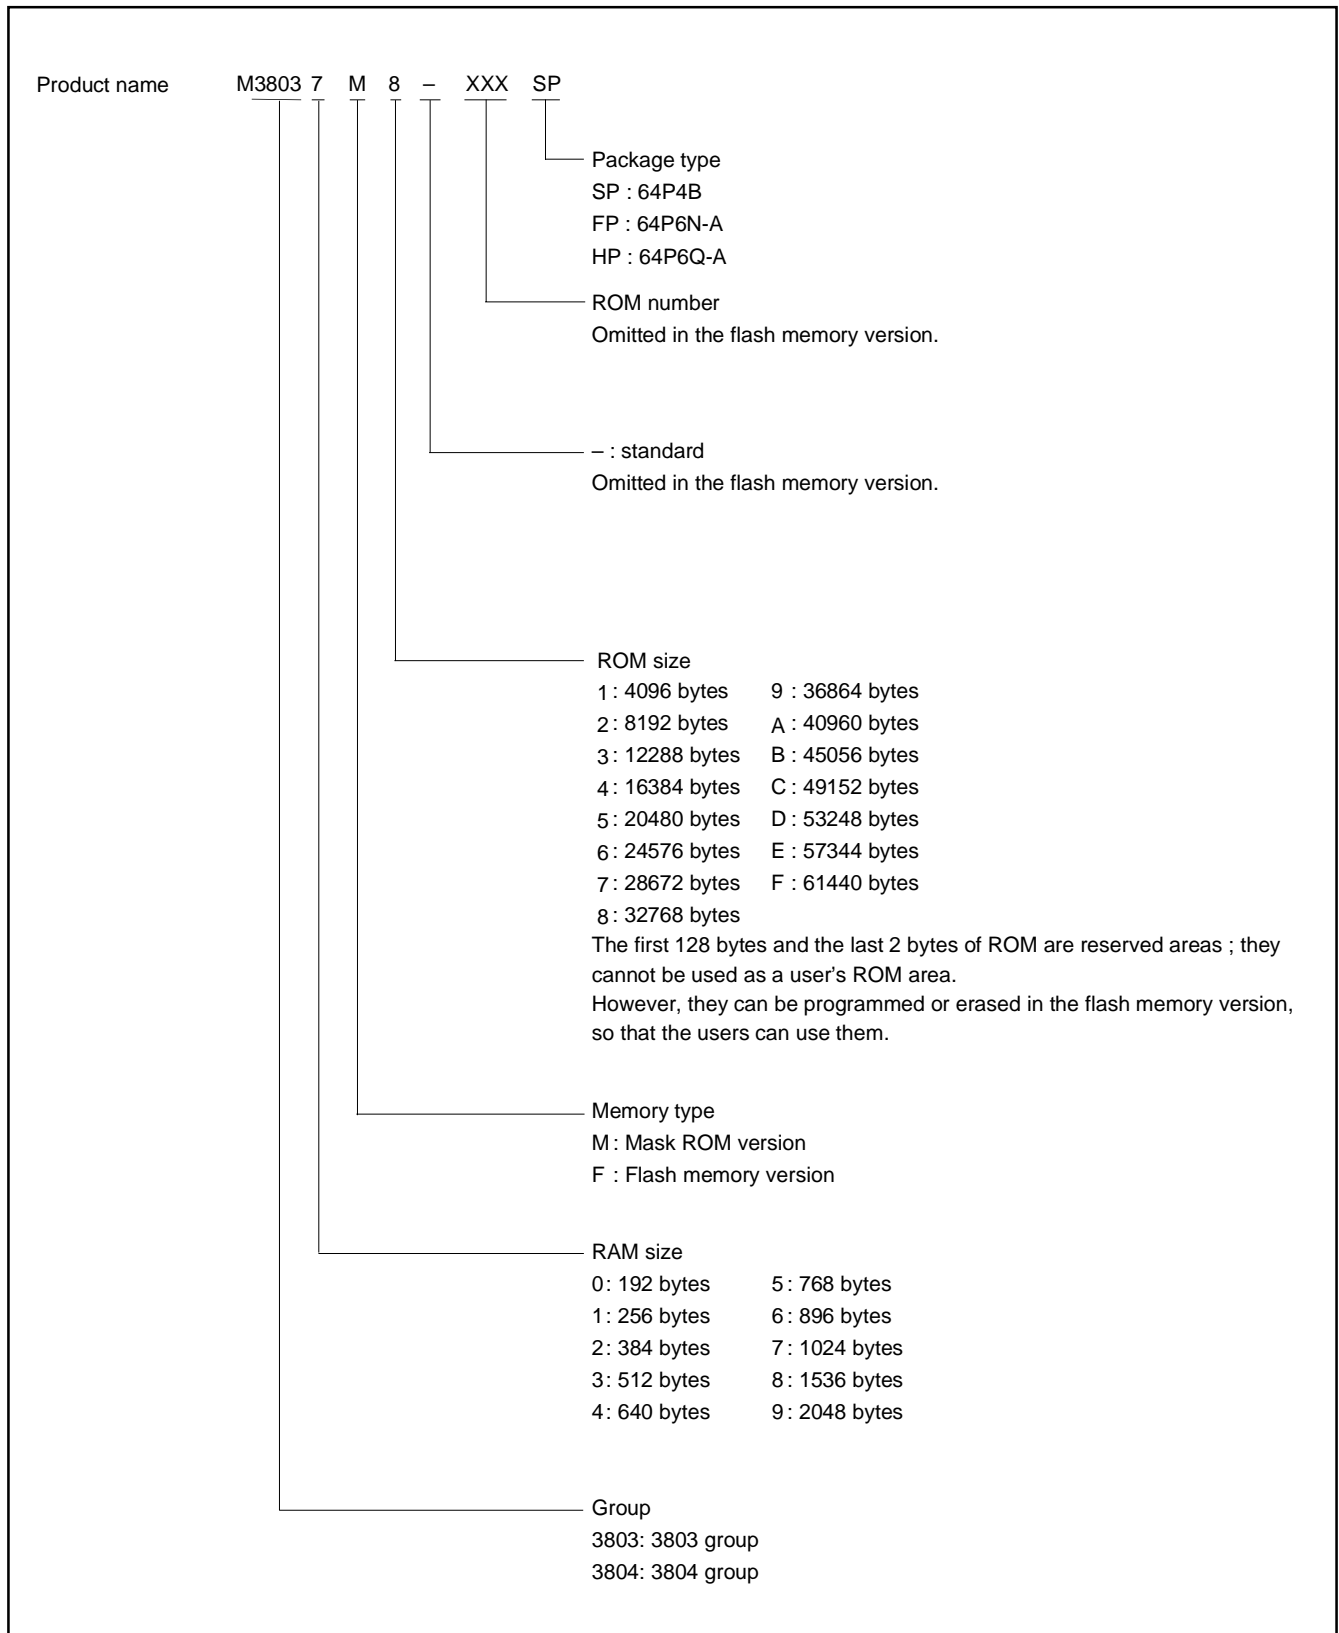 Product name M3803 7 M 8 – XXX SP
Package type
SP : 64P4B
FP : 64P6N-A
HP : 64P6Q-A
ROM number
Omitted in the flash memory version.
– : standard
Omitted in the flash memory version.
ROM size
1 : 4096 bytes 9 : 36864 bytes
2 : 8192 bytes A : 40960 bytes
3 : 12288 bytes B : 45056 bytes
4 : 16384 bytes C : 49152 bytes
5 : 20480 bytes D : 53248 bytes
6 : 24576 bytes E : 57344 bytes
7 : 28672 bytes F : 61440 bytes
8 : 32768 bytes
The first 128 bytes and the last 2 bytes of ROM are reserved areas ; they
cannot be used as a user’s ROM area.
However, they can be programmed or erased in the flash memory version,
so that the users can use them.
Memory type
M : Mask ROM version
F : Flash memory version
RAM size
0 : 192 bytes 5 : 768 bytes
1 : 256 bytes 6 : 896 bytes
2 : 384 bytes 7 : 1024 bytes
3 : 512 bytes 8 : 1536 bytes
4 : 640 bytes 9 : 2048 bytes
Group
3803: 3803 group
3804: 3804 group